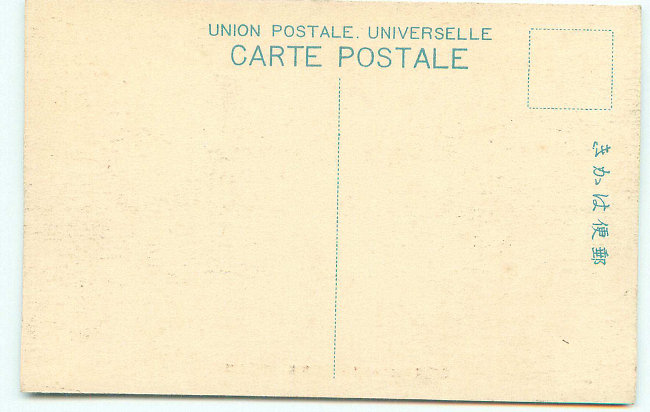 UNION POSTALE. UNIVERSELLE
CARTE POSTALE
郵便はかき